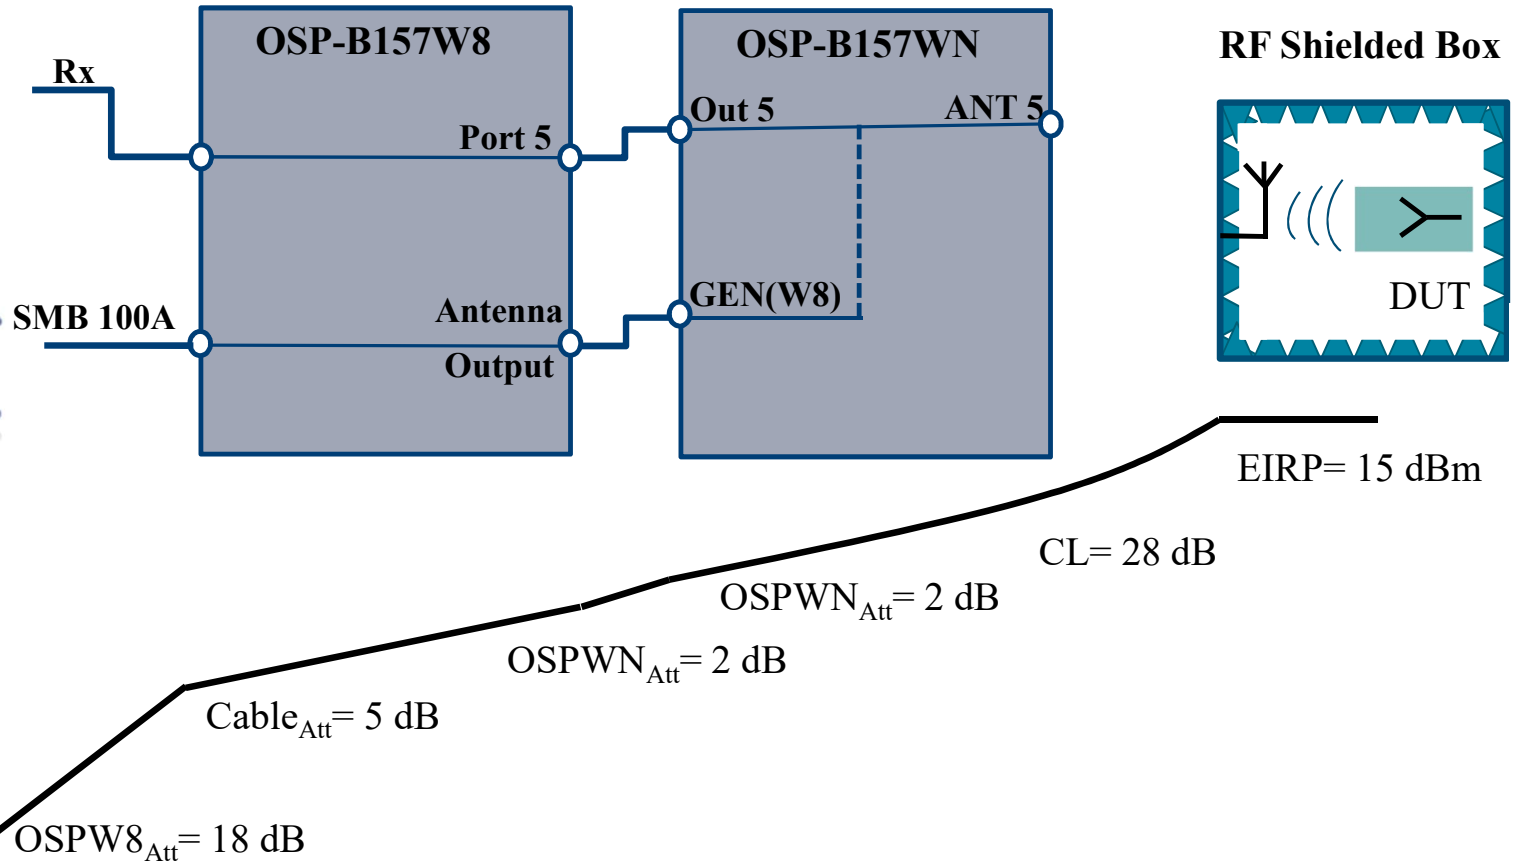 OSP-B157W8
OSP-B157WN
RF Shielded Box
Rx
Out 5
ANT 5
Port 5
GEN(W8)
SMB 100A
Antenna
Output
DUT
EIRP= 15 dBm
CL= 28 dB
OSPWNAtt= 2 dB
OSPWNAtt= 2 dB
CableAtt= 5 dB
OSPW8Att= 18 dB